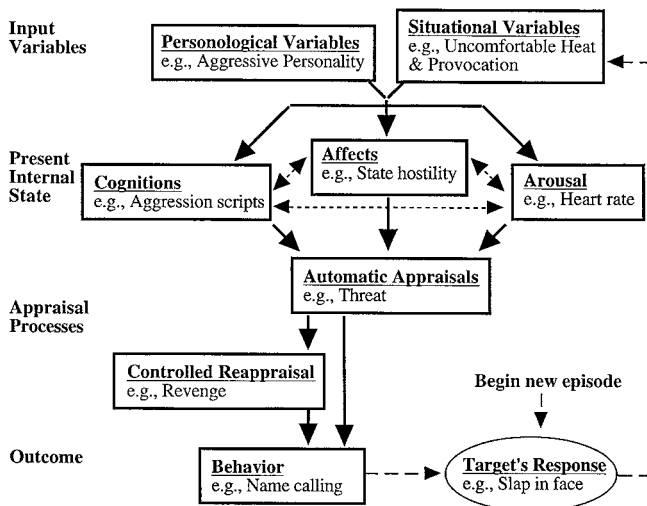 Input
Variables
Personological Variables
e.g., Aggressive Personality
Situational Variables
e.g., Uncomfortable Heat
& Provocation
Present
Internal
State
Cognitions
e.g., Aggression scripts
Affects
e.g., State hostility
Arousal
e.g., Heart rate
Appraisal
Processes
Automatic Appraisals
e.g., Threat
Controlled Reappraisal
e.g., Revenge
Begin new episode
Outcome
Behavior
e.g., Name calling
Target's Response
e.g., Slap in face